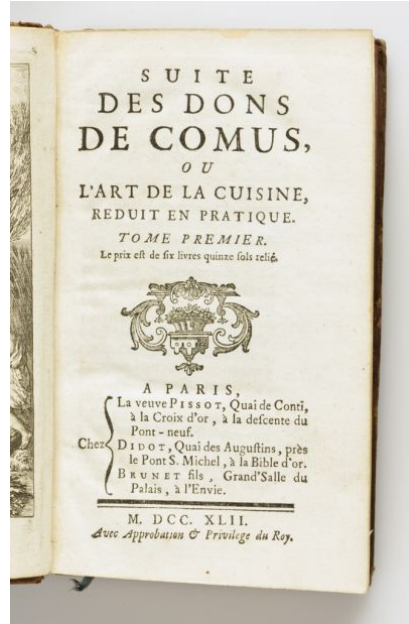 SUITE
DES DONS
DE COMUS,
OU
L'ART DE LA CUISINE,
REDUIT EN PRATIQUE.
TOME PREMIER.
Le prix eſt de ſix livres quinze ſols relié.
A PARIS,
La veuve PISSOT, Quai de Conti,
à la Croix d'or, à la deſcente du
Pont-neuf.
Chez DIDOT, Quai des Auguſtins, près
le Pont S. Michel, à la Bible d'or.
BRUNET fils, Grand'Salle du
Palais, à l'Envie.
M. DCC. XLII.
Avec Approbation & Privilege du Roy.